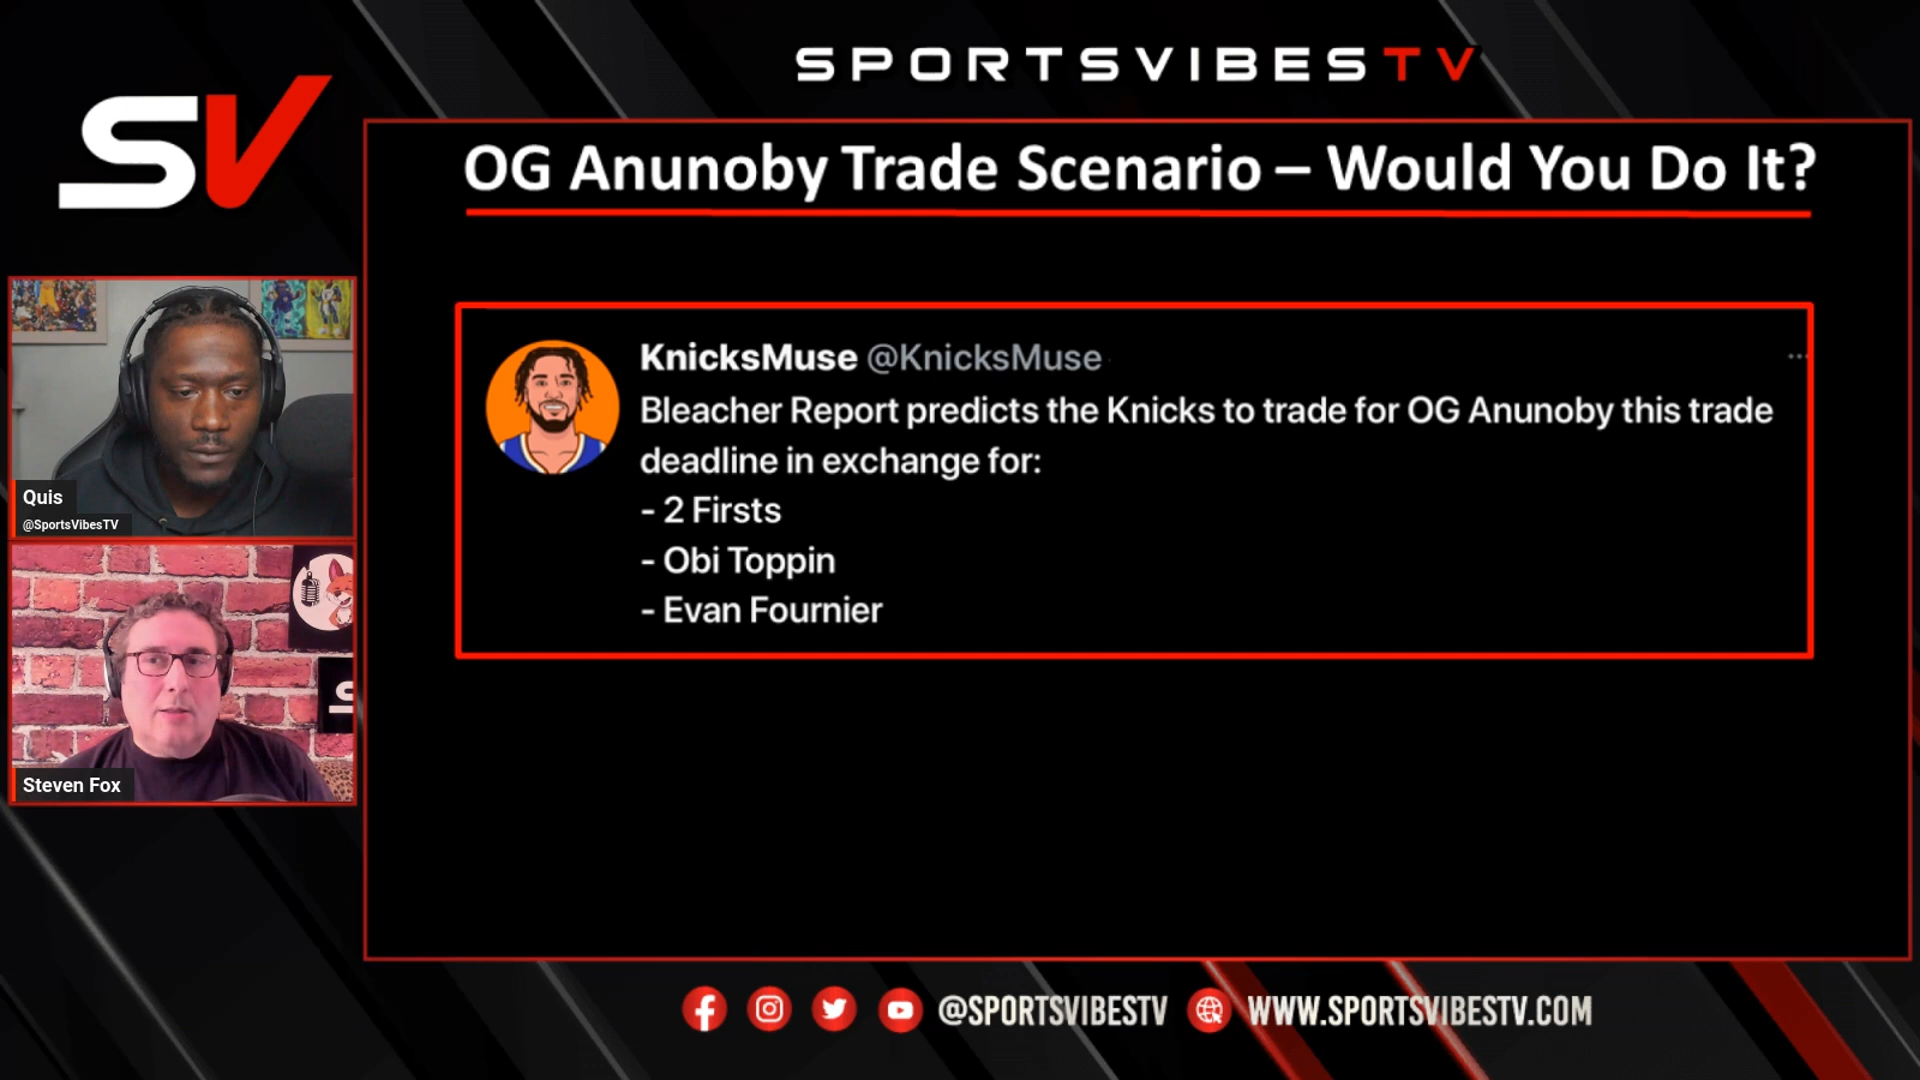 SV
SPORTSVIBESTV
OG Anunoby Trade Scenario – Would You Do It?
KnicksMuse @KnicksMuse
Bleacher Report predicts the Knicks to trade for OG Anunoby this trade
deadline in exchange for:
- 2 Firsts
- Obi Toppin
- Evan Fournier
Quis
@SportsVibesTV
Steven Fox
@SPORTSVIBESTV
WWW.SPORTSVIBESTV.COM